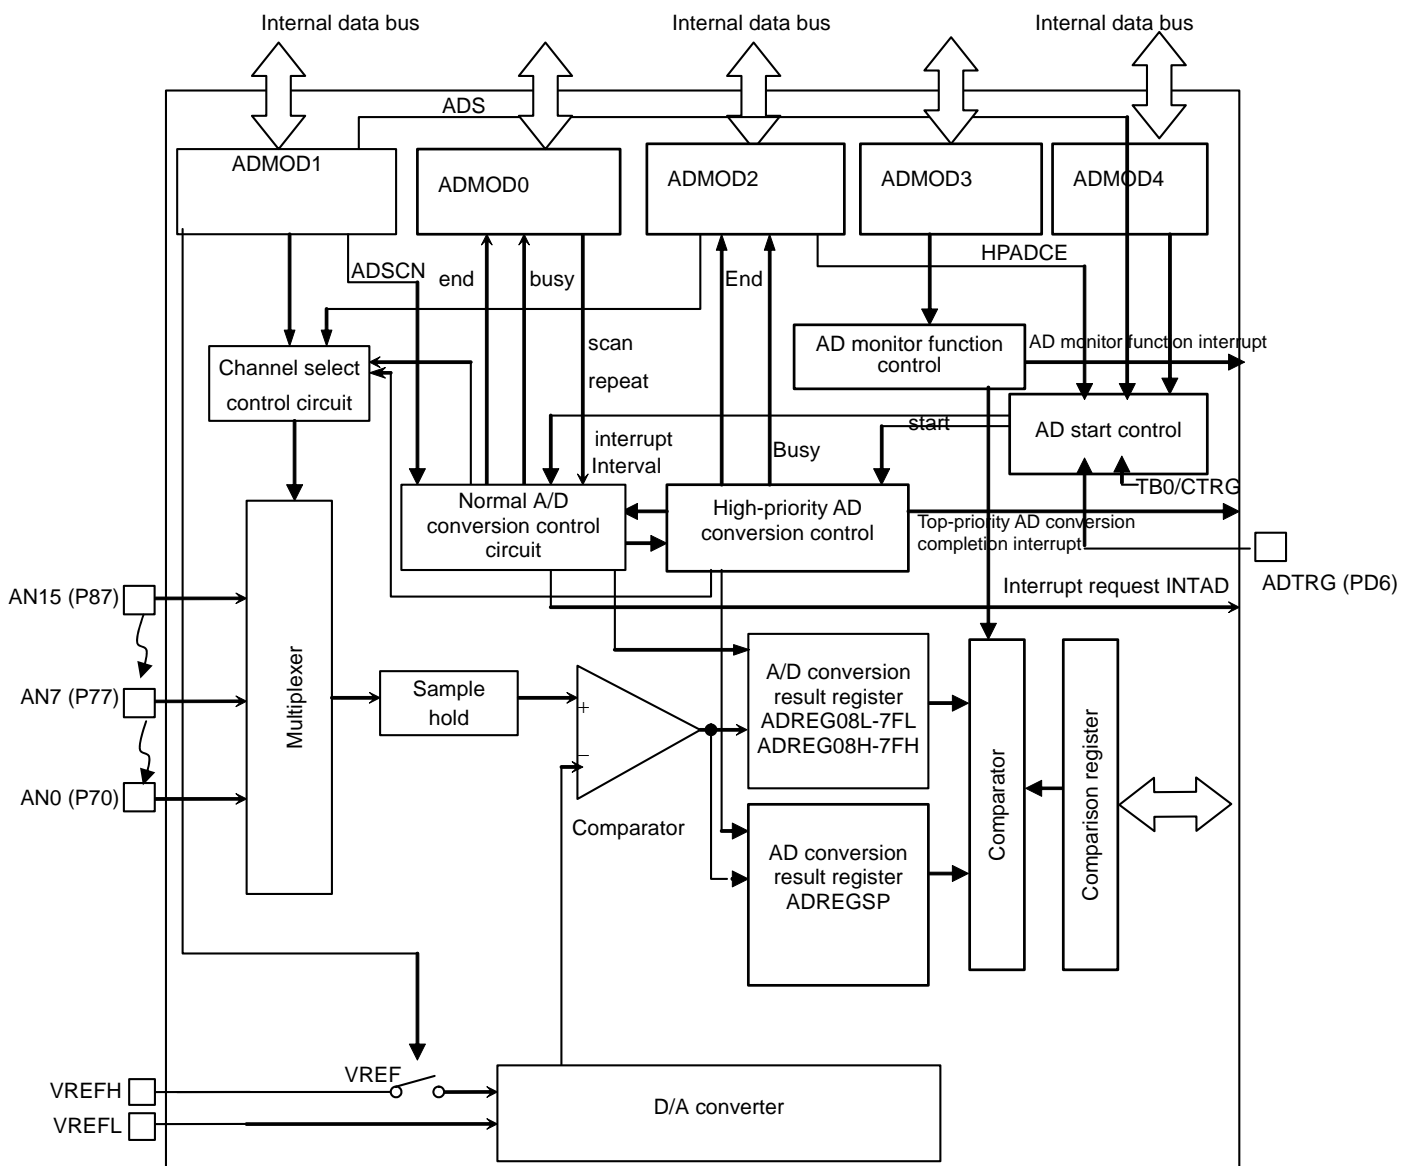 Internal data bus
Internal data bus
Internal data bus
ADS
ADMOD1
ADMOD0
ADMOD2
ADMOD3
ADMOD4
ADSCN
end
busy
End
HPADCE
scan
repeat
AD monitor function
control
AD monitor function interrupt
Channel select
control circuit
start
AD start control
interrupt
Interval
Busy
TB0/CTRG
Normal A/D
conversion control
circuit
High-priority AD
conversion control
Top-priority AD conversion
completion interrupt
ADTRG (PD6)
Interrupt request INTAD
AN15 (P87)
AN7 (P77)
AN0 (P70)
Multiplexer
Sample
hold
+
−
Comparator
A/D conversion
result register
ADREG08L-7FL
ADREG08H-7FH
AD conversion
result register
ADREGSP
Comparator
Comparison register
VREFH
VREF
VREFL
D/A converter